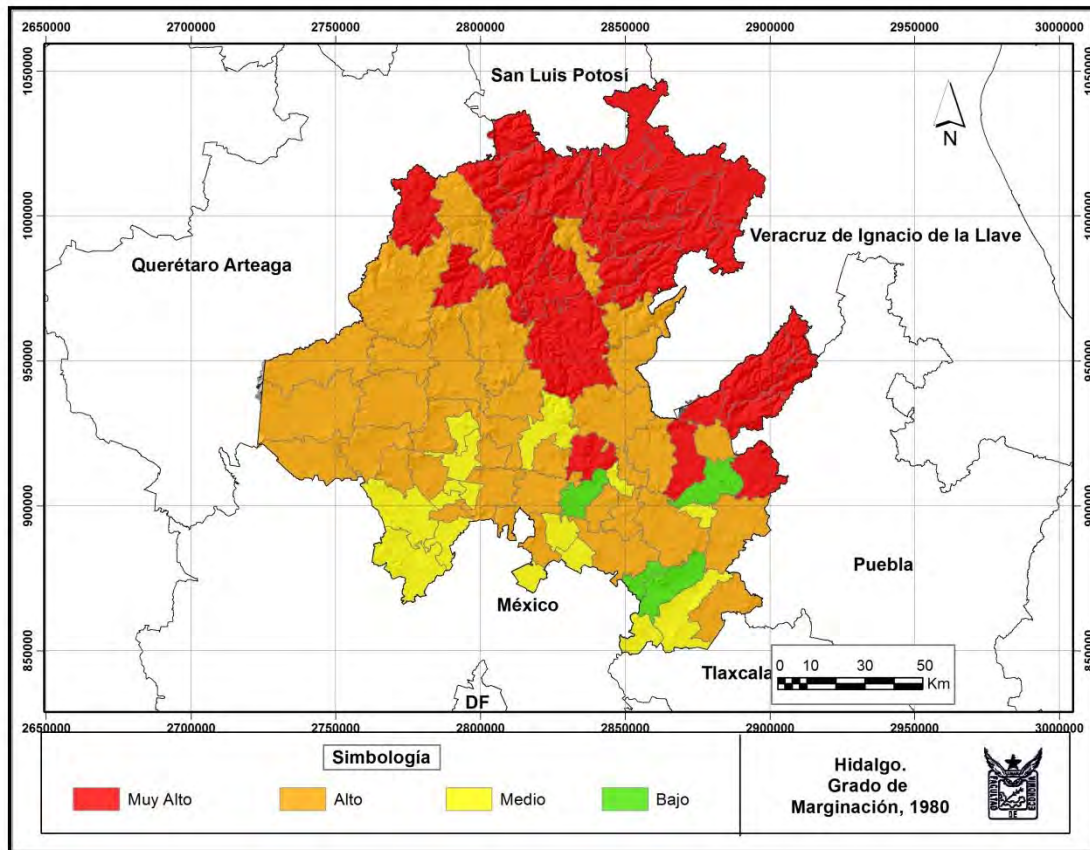 2650000 2700000 2750000 2800000 2850000 2900000 2950000 3000000
1050000
1000000
950000
900000
850000
1050000
1000000
950000
900000
850000
San Luis Potosí
N
Veracruz de Ignacio de la Llave
Querétaro Arteaga
Puebla
México
Tlaxcala
0 10 30 50
Km
DF
2650000 2700000 2750000 2800000 2850000 2900000 2950000 3000000
Simbología
Muy Alto Alto Medio Bajo
Hidalgo.
Grado de
Marginación, 1980
FACULTAD
DE
ECONOMIA